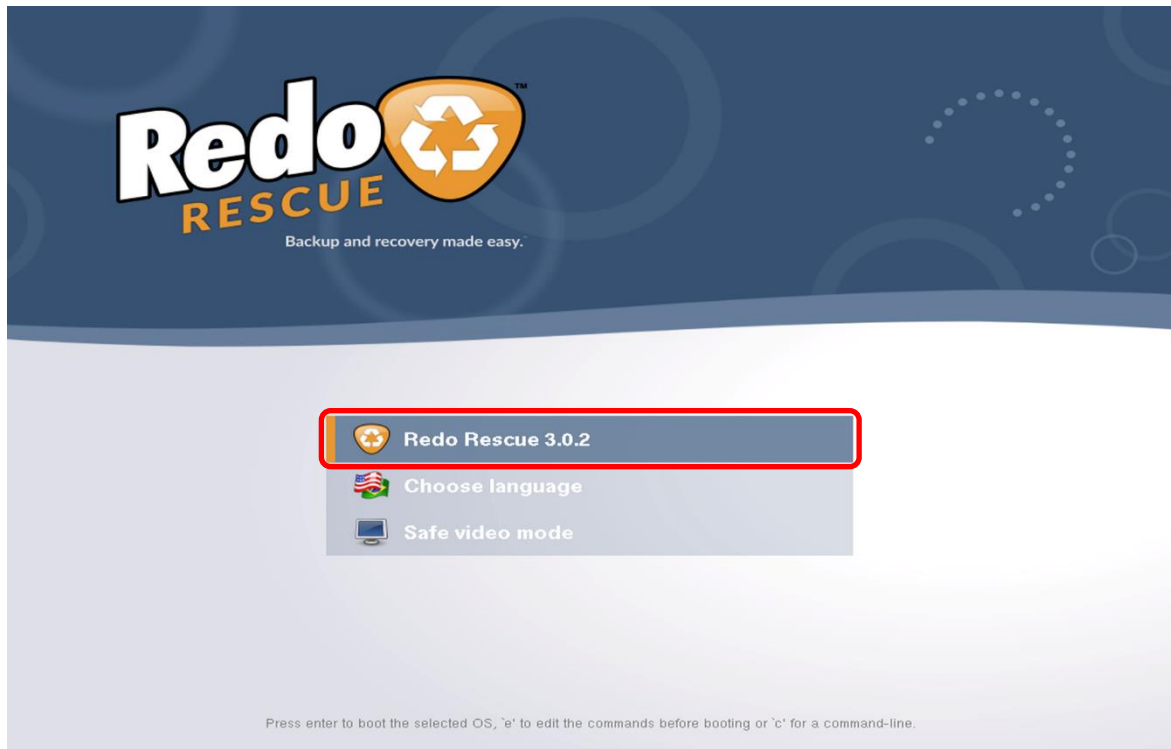 Redo TM
RESCUE
Backup and recovery made easy.
Redo Rescue 3.0.2
Choose language
Safe video mode
Press enter to boot the selected OS, `e' to edit the commands before booting or `c' for a command-line.